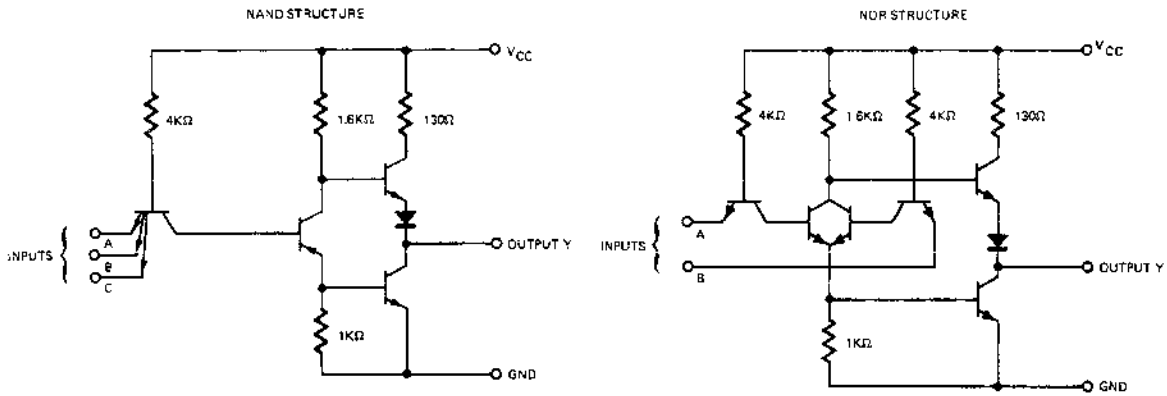 NAND STRUCTURE
VCC
4KΩ
1.6KΩ
130Ω
INPUTS
A
B
C
OUTPUT Y
1KΩ
GND
NOR STRUCTURE
VCC
4KΩ
1.6KΩ
4KΩ
130Ω
INPUTS
A
B
OUTPUT Y
1KΩ
GND